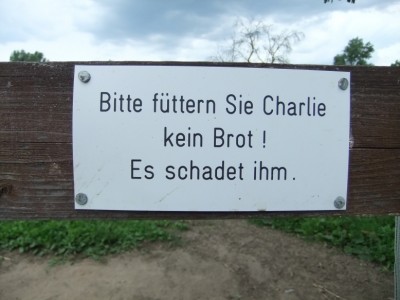 Bitte füttern Sie Charlie
kein Brot !
Es schadet ihm.